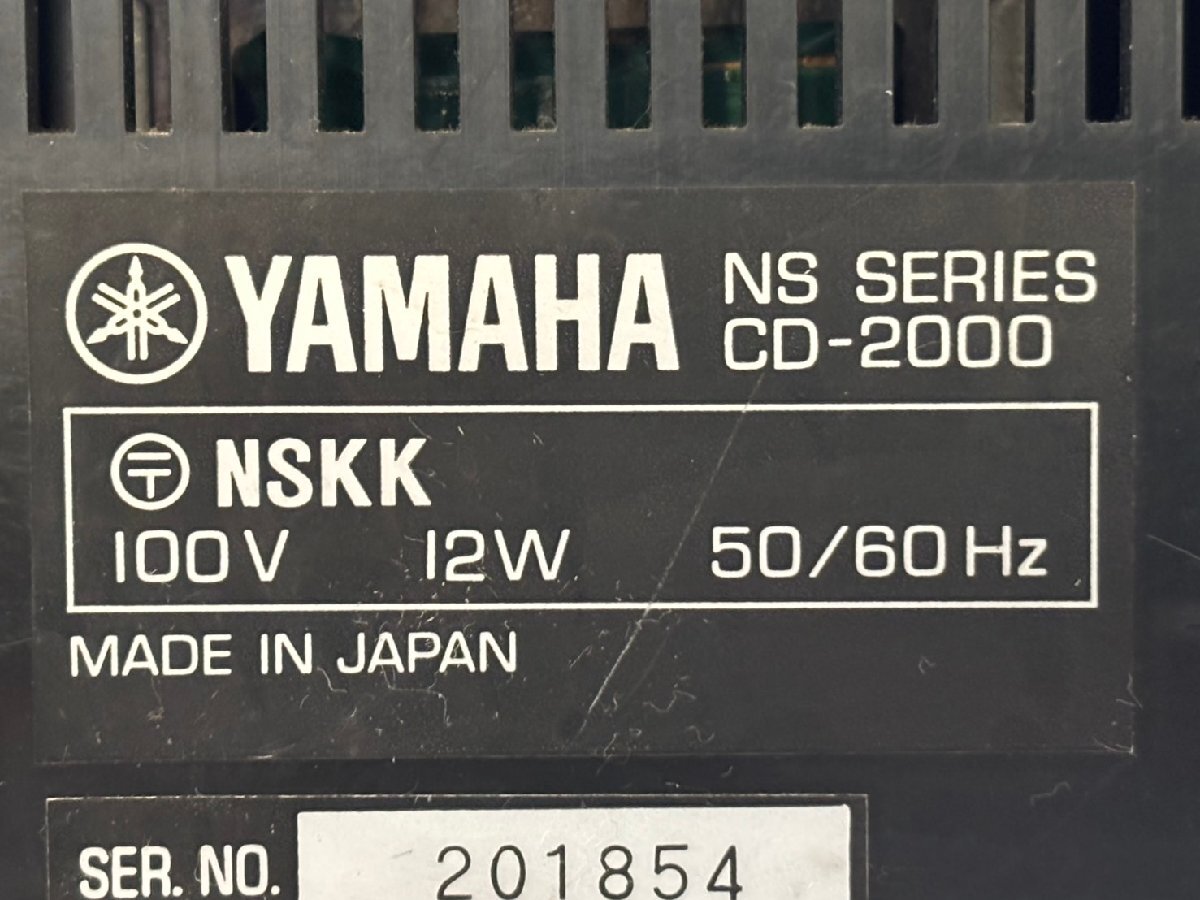 YAMAHA NS SERIES
CD-2000
〒 NSKK
100V 12W 50/60Hz
MADE IN JAPAN
SER. NO. 201854